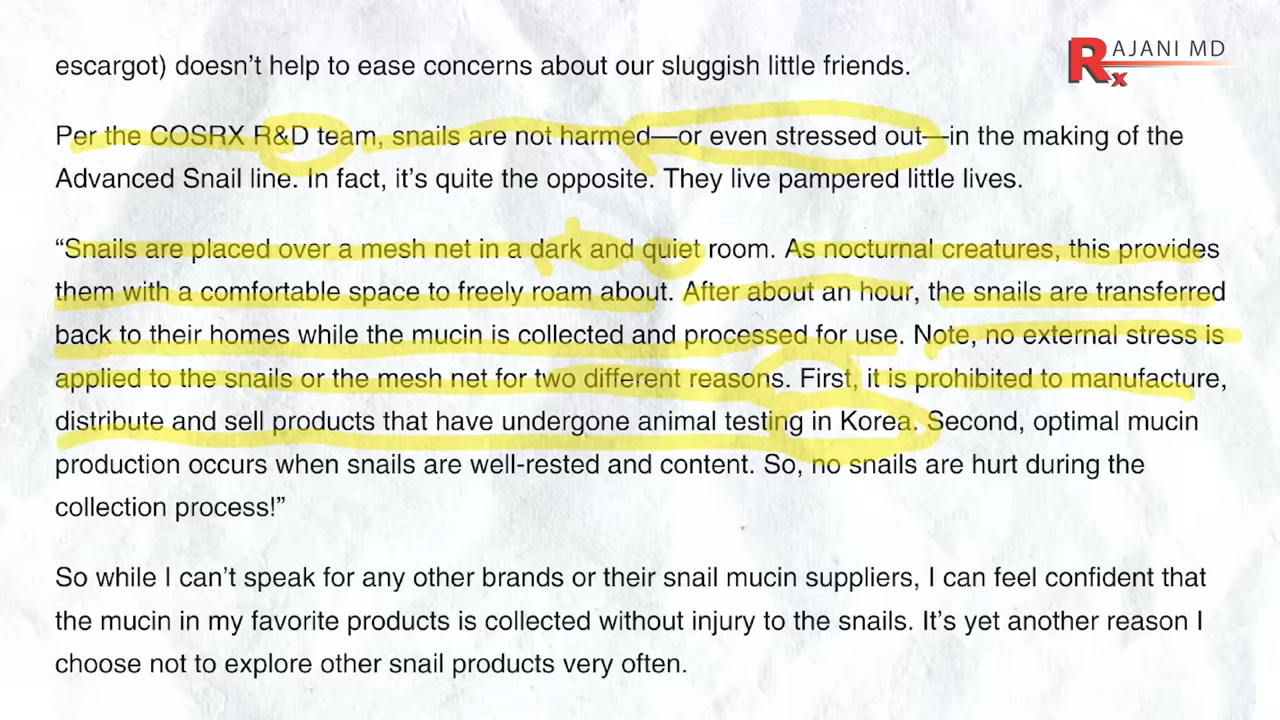 Rx AJANI MD
escargot) doesn’t help to ease concerns about our sluggish little friends.
Per the COSRX R&D team, snails are not harmed—or even stressed out—in the making of the
Advanced Snail line. In fact, it’s quite the opposite. They live pampered little lives.
“Snails are placed over a mesh net in a dark and quiet room. As nocturnal creatures, this provides
them with a comfortable space to freely roam about. After about an hour, the snails are transferred
back to their homes while the mucin is collected and processed for use. Note, no external stress is
applied to the snails or the mesh net for two different reasons. First, it is prohibited to manufacture,
distribute and sell products that have undergone animal testing in Korea. Second, optimal mucin
production occurs when snails are well-rested and content. So, no snails are hurt during the
collection process!”
So while I can’t speak for any other brands or their snail mucin suppliers, I can feel confident that
the mucin in my favorite products is collected without injury to the snails. It’s yet another reason I
choose not to explore other snail products very often.